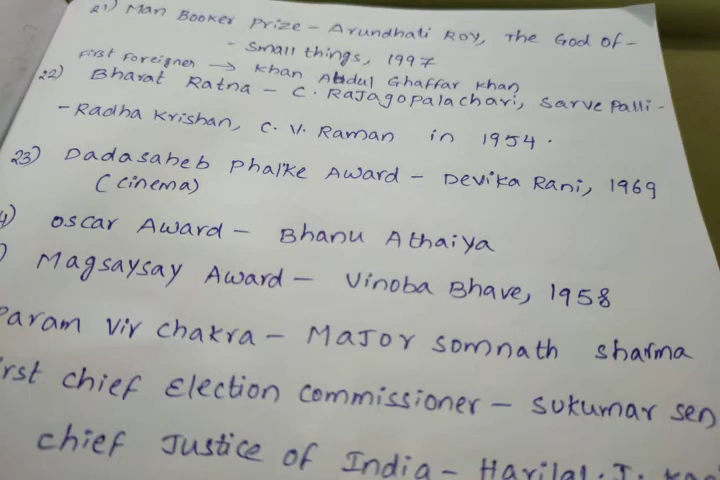 21) Man Booker Prize - Arundhati Roy, The God of -
- Small things, 1997
First Foreigner → Khan Abdul Ghaffar Khan
22) Bharat Ratna - C. Rajagopalachari, Sarve Palli -
- Radha Krishan, C. V. Raman in 1954.
23) Dadasaheb Phalke Award - Devika Rani, 1969
(cinema)
4) Oscar Award - Bhanu Athaiya
) Magsaysay Award - Vinoba Bhave, 1958
Param Vir Chakra - Major Somnath Sharma
irst chief Election commissioner - Sukumar Sen
chief Justice of India - Harilal. J.